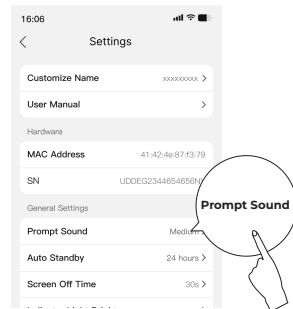 16:06
Settings
Customize Name xxxxxxxxx
User Manual
Hardware
MAC Address 41:42:4e:87:f3:79
SN UDDEG2344654656N
General Settings
Prompt Sound Medium
Prompt Sound
Auto Standby 24 hours
Screen Off Time 30s